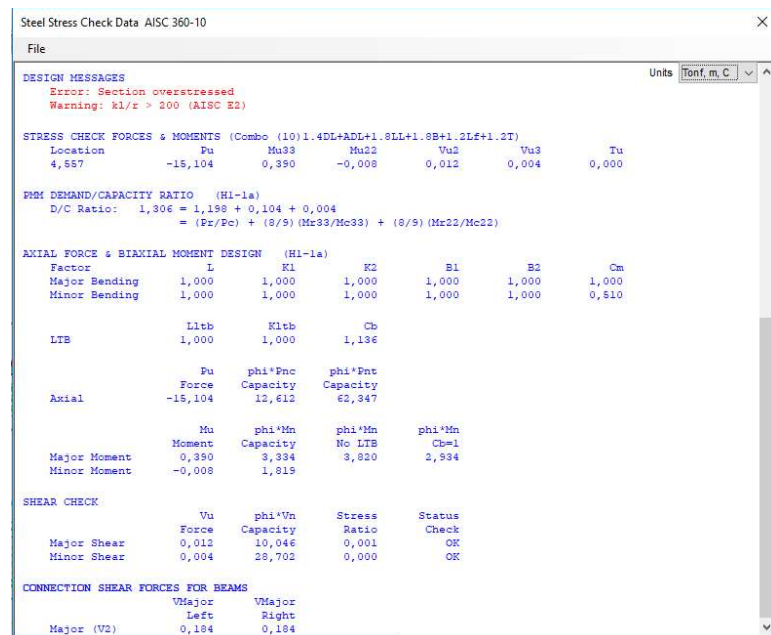 Steel Stress Check Data AISC 360-10
File
Units Tonf, m, C
DESIGN MESSAGES
Error: Section overstressed
Warning: kl/r > 200 (AISC E2)
STRESS CHECK FORCES & MOMENTS (Combo (10)1.4DL+ADL+1.8LL+1.8B+1.2Lf+1.2T)
Location Pu Mu33 Mu22 Vu2 Vu3 Tu
4,557 -15,104 0,390 -0,008 0,012 0,004 0,000
PMM DEMAND/CAPACITY RATIO (H1-1a)
D/C Ratio: 1,306 = 1,198 + 0,104 + 0,004
= (Pr/Pc) + (8/9)(Mr33/Mc33) + (8/9)(Mr22/Mc22)
AXIAL FORCE & BIAXIAL MOMENT DESIGN (H1-1a)
Factor L K1 K2 B1 B2 Cm
Major Bending 1,000 1,000 1,000 1,000 1,000 1,000
Minor Bending 1,000 1,000 1,000 1,000 1,000 0,510
Lltb Kltb Cb
LTB 1,000 1,000 1,136
Pu phi*Pnc phi*Pnt
Force Capacity Capacity
Axial -15,104 12,612 62,347
Mu phi*Mn phi*Mn phi*Mn
Moment Capacity No LTB Cb=1
Major Moment 0,390 3,334 3,820 2,934
Minor Moment -0,008 1,819
SHEAR CHECK
Vu phi*Vn Stress Status
Force Capacity Ratio Check
Major Shear 0,012 10,046 0,001 OK
Minor Shear 0,004 28,702 0,000 OK
CONNECTION SHEAR FORCES FOR BEAMS
VMajor VMajor
Left Right
Major (V2) 0,184 0,184